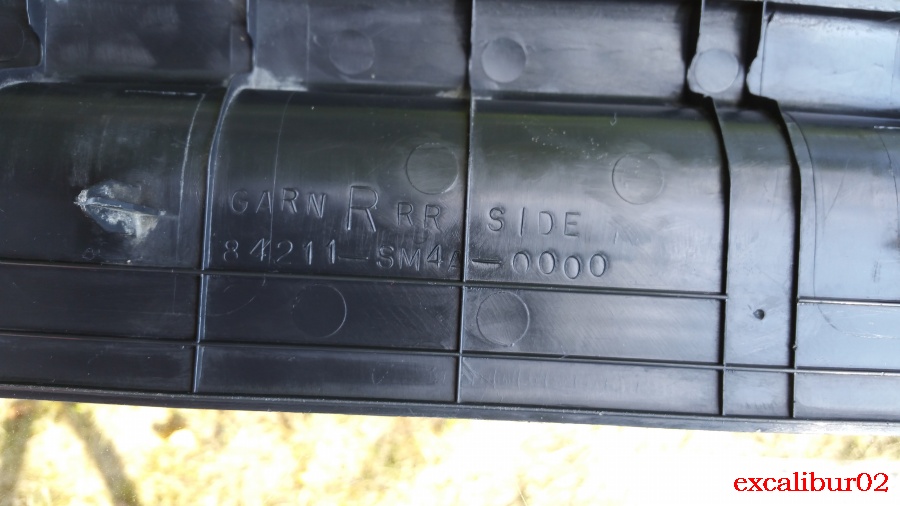 GARN R RR SIDE
84211-SM4A-0000
excalibur02